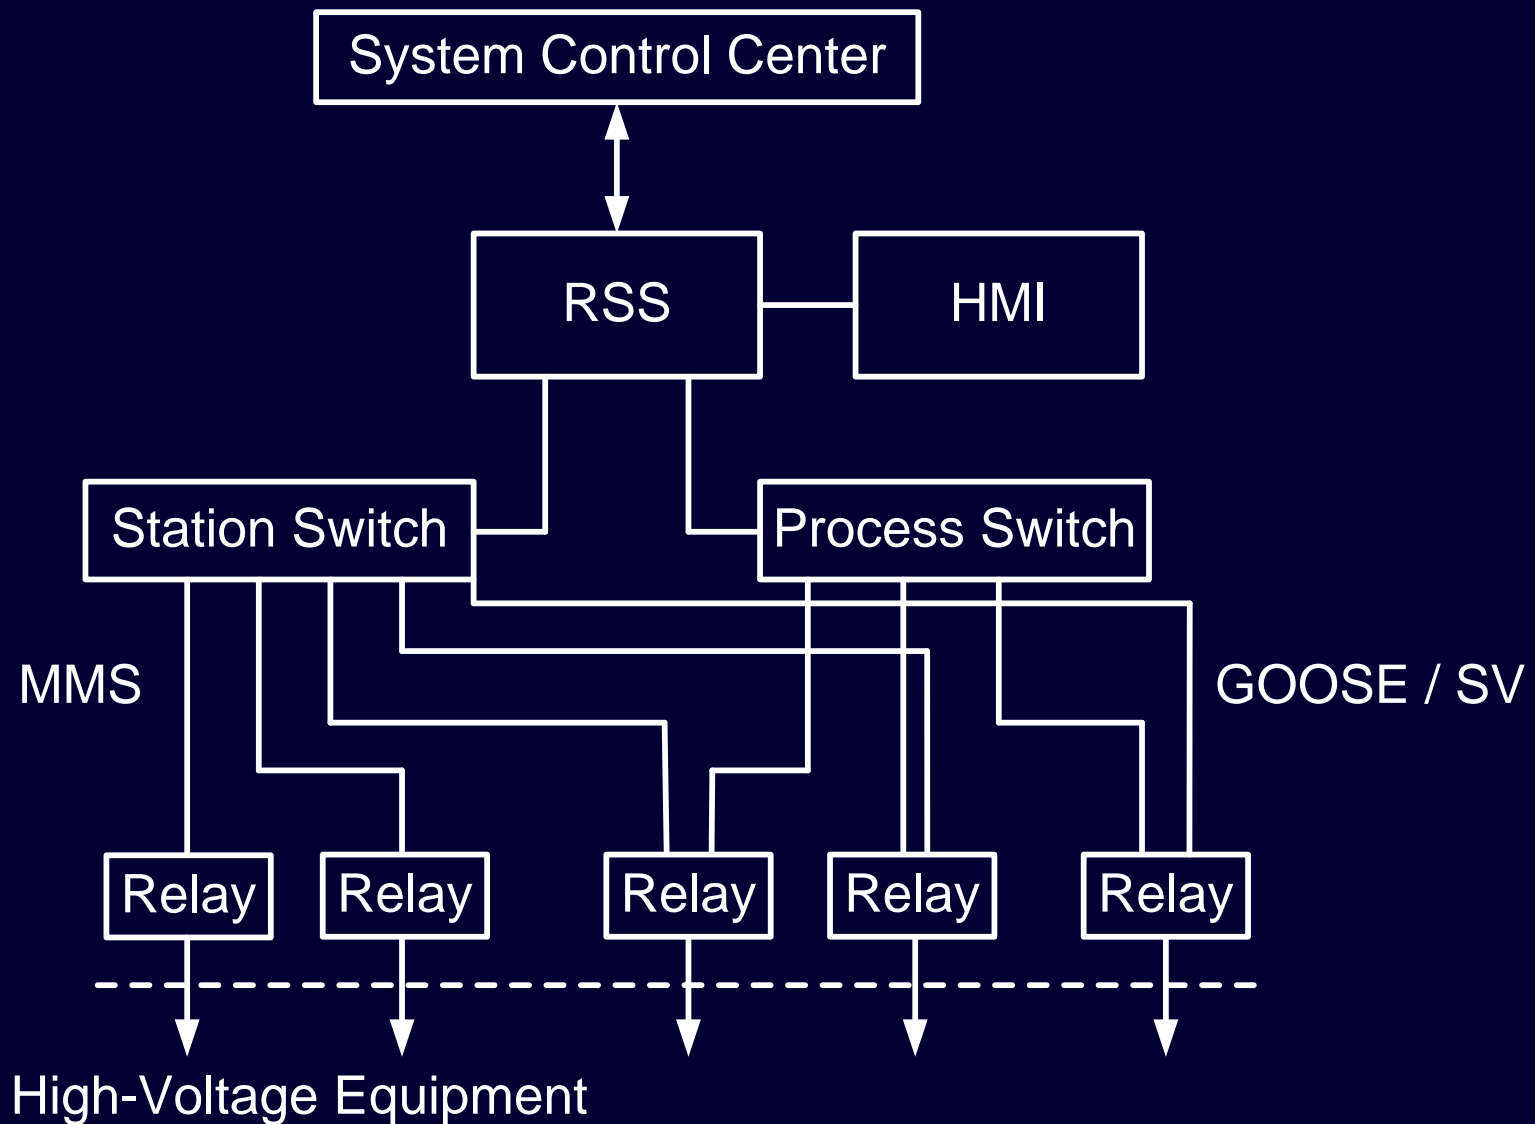 System Control Center
RSS
HMI
Station Switch
Process Switch
MMS
GOOSE / SV
Relay
Relay
Relay
Relay
Relay
High-Voltage Equipment